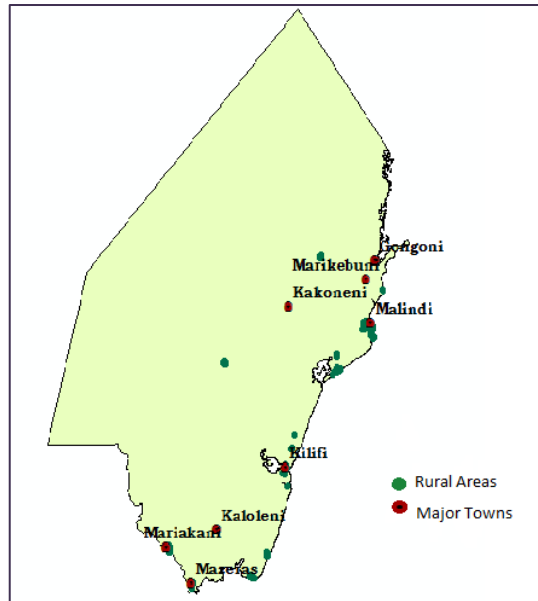 Gongoni
Marikebuni
Kakoneni
Malindi
Kilifi
Rural Areas
Kaloleni
Major Towns
Mariakani
Mazeras